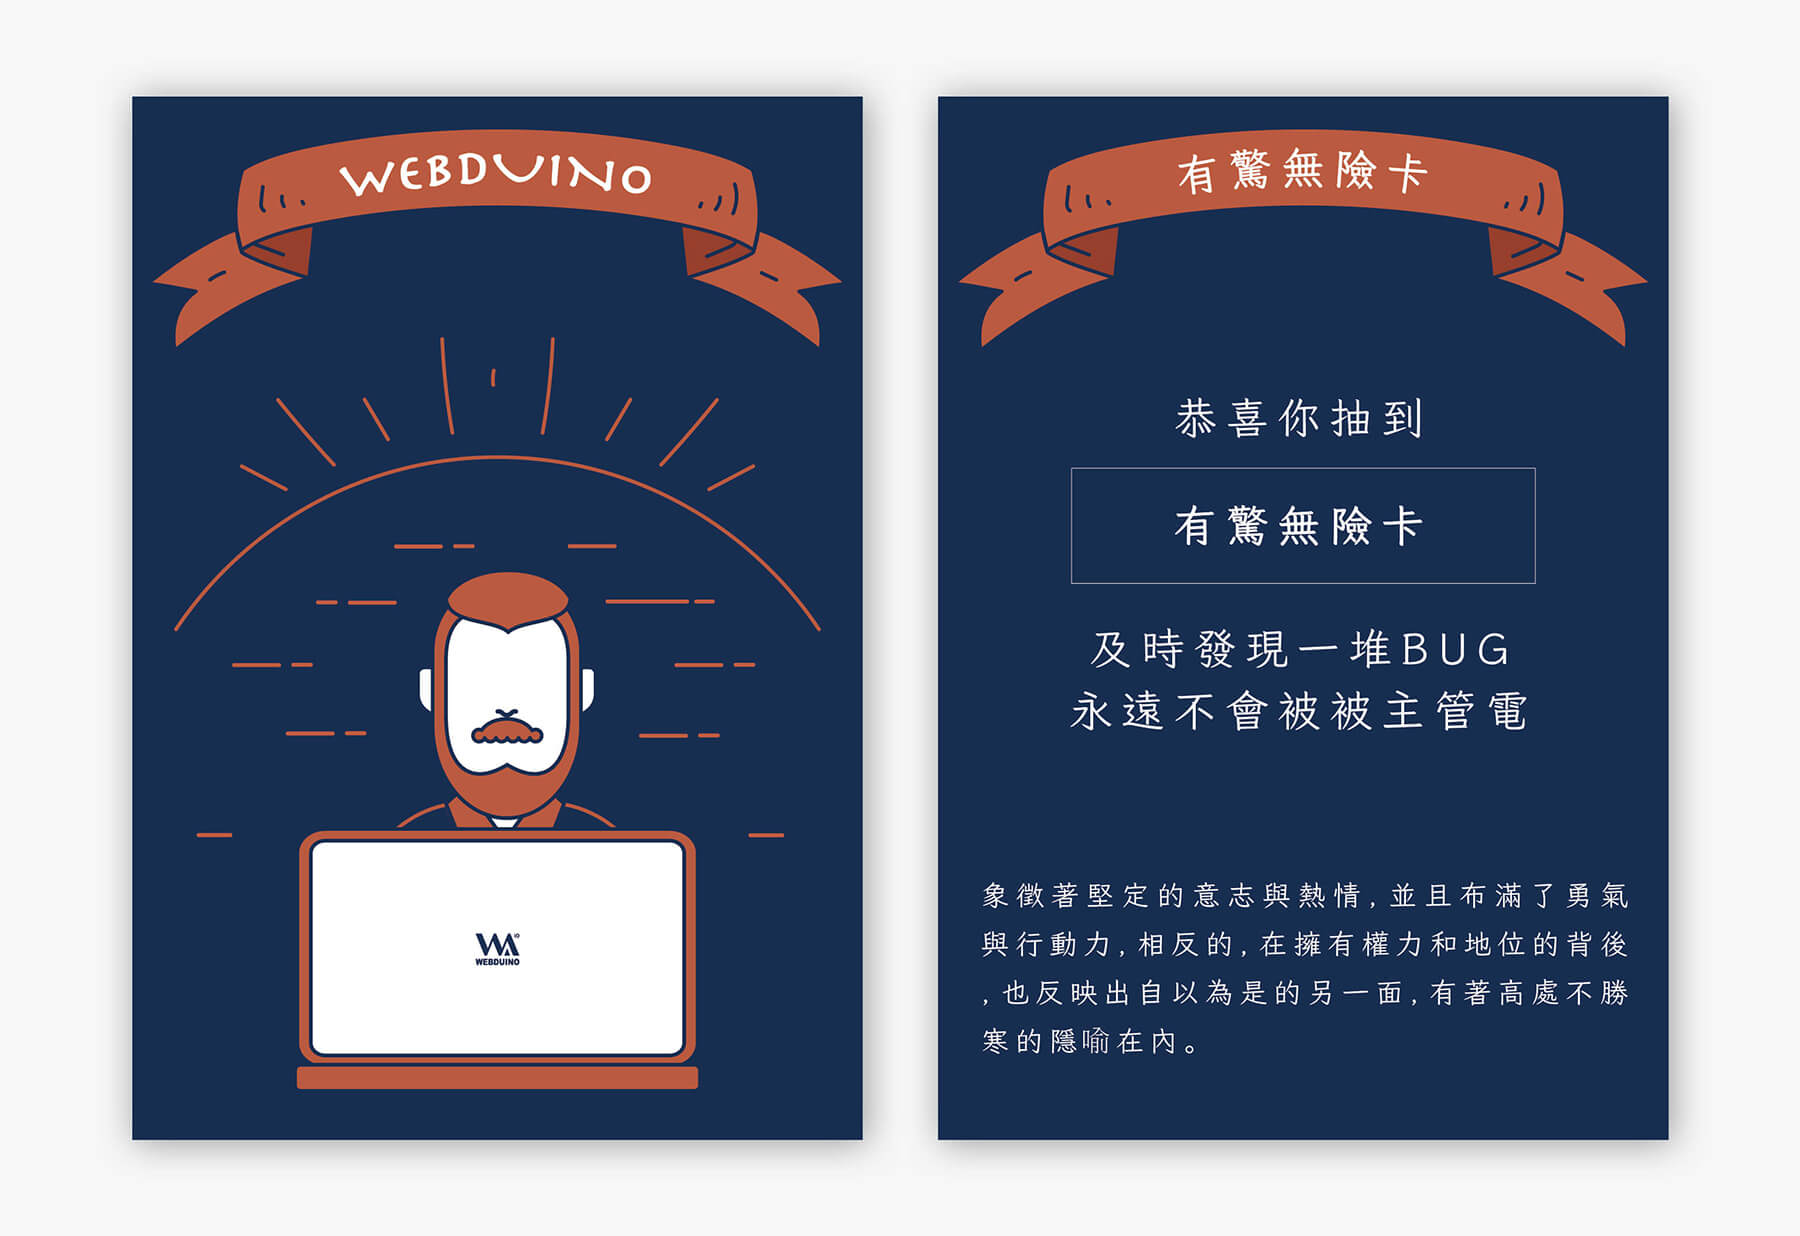 WEBDUINO
WA
WEBDUINO
有驚無險卡
恭喜你抽到
有驚無險卡
及時發現一堆BUG
永遠不會被被主管電
象徵著堅定的意志與熱情,並且布滿了勇氣
與行動力,相反的,在擁有權力和地位的背後
,也反映出自以為是的另一面,有著高處不勝
寒的隱喻在內。